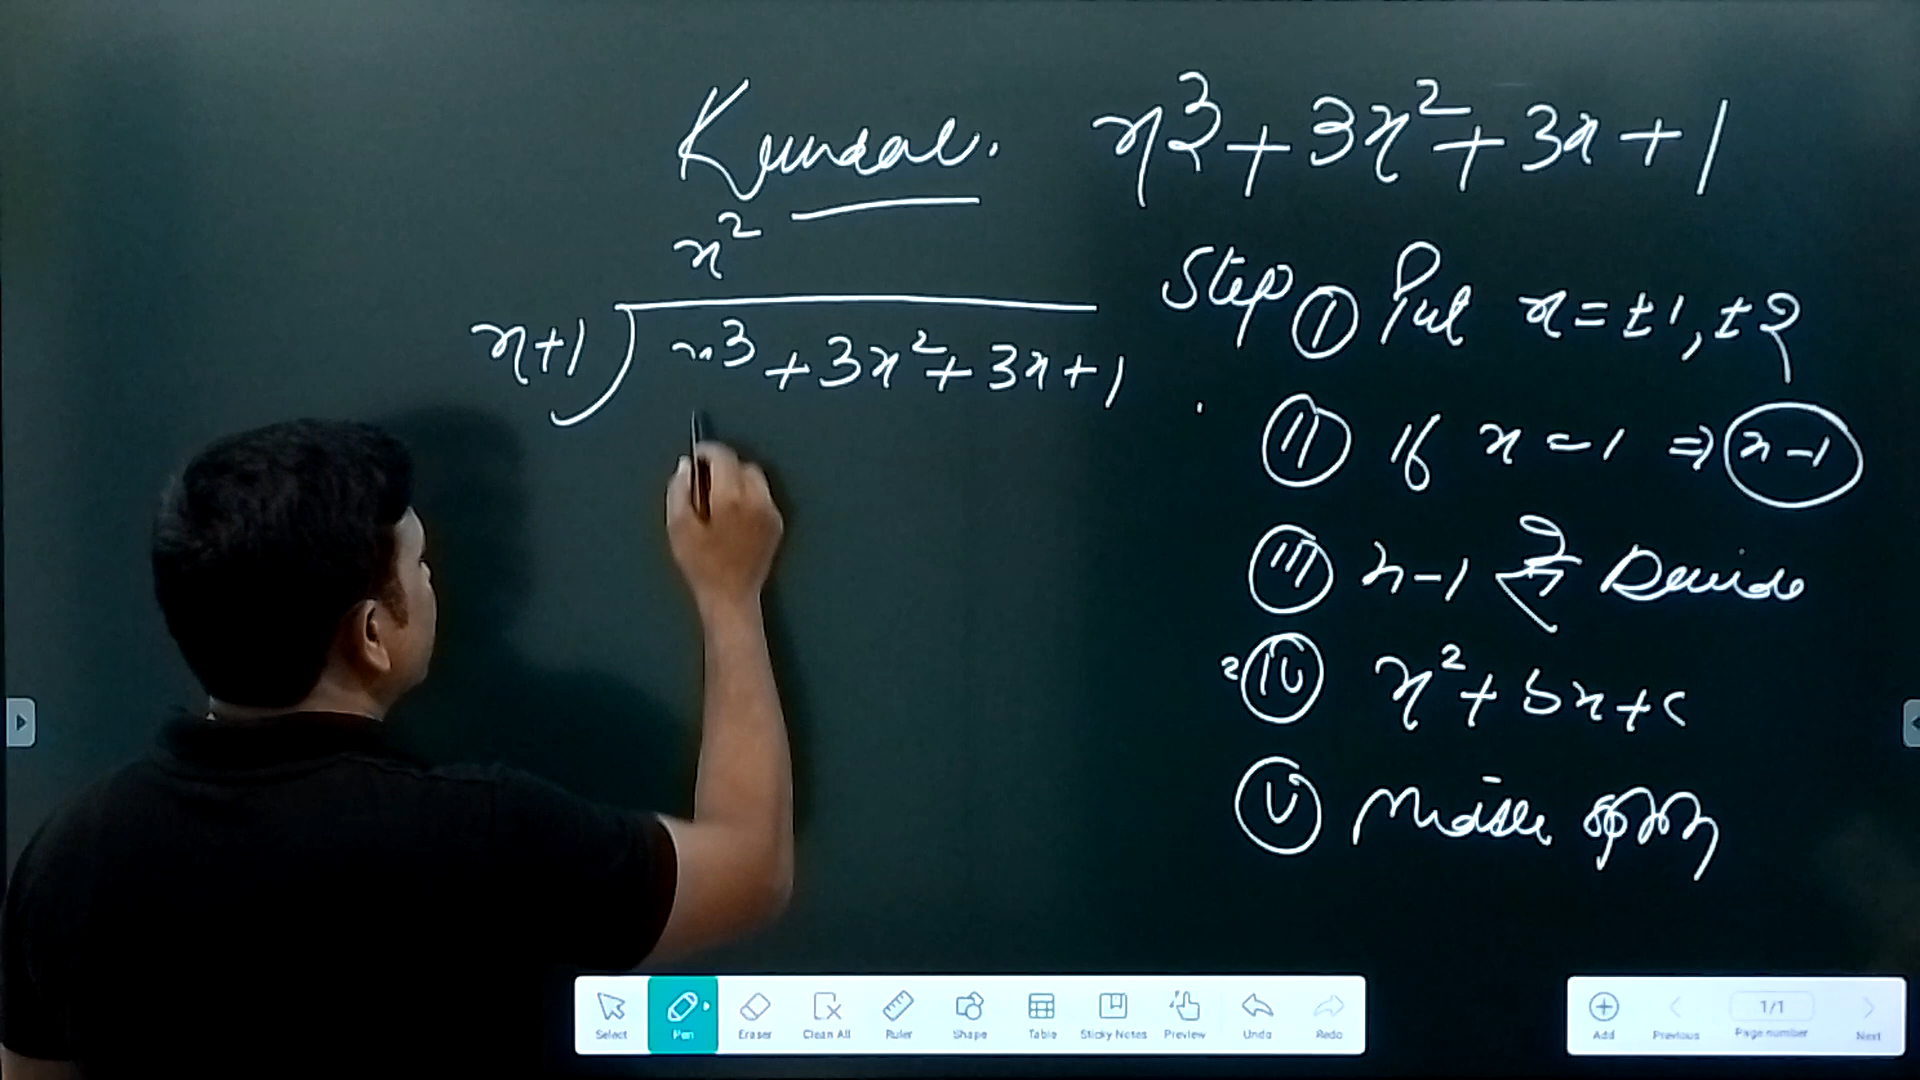 Kundan.
x³ + 3x² + 3x + 1
x²
x+1 ) x³ + 3x² + 3x + 1
Step ① Put x = ±1, ±2
ⓘⓘ If x = 1 ⇒ x-1
ⓘⓘⓘ x-1 से Devide
ⓘⓥ x² + bx + c
ⓥ Middle
Select Pen Eraser Clean All Ruler Shape Table Sticky Notes Preview Undo Redo
Add Previous 1/1 Page number Next